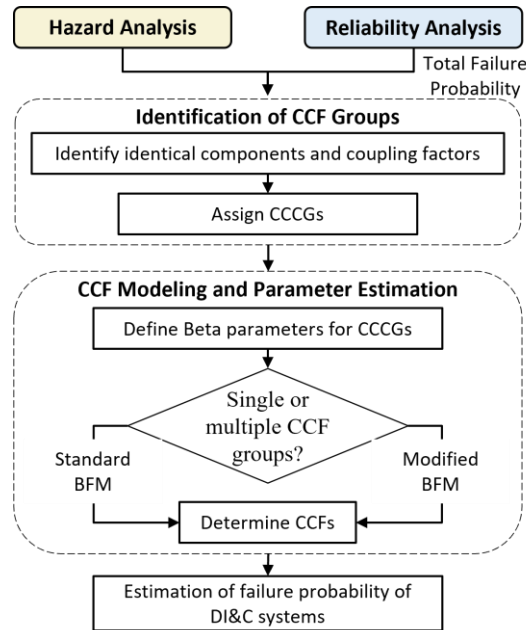 Hazard Analysis
Reliability Analysis
Total Failure
Probability
Identification of CCF Groups
Identify identical components and coupling factors
Assign CCCGs
CCF Modeling and Parameter Estimation
Define Beta parameters for CCCGs
Single or
multiple CCF
groups?
Standard
BFM
Modified
BFM
Determine CCFs
Estimation of failure probability of
DI&C systems